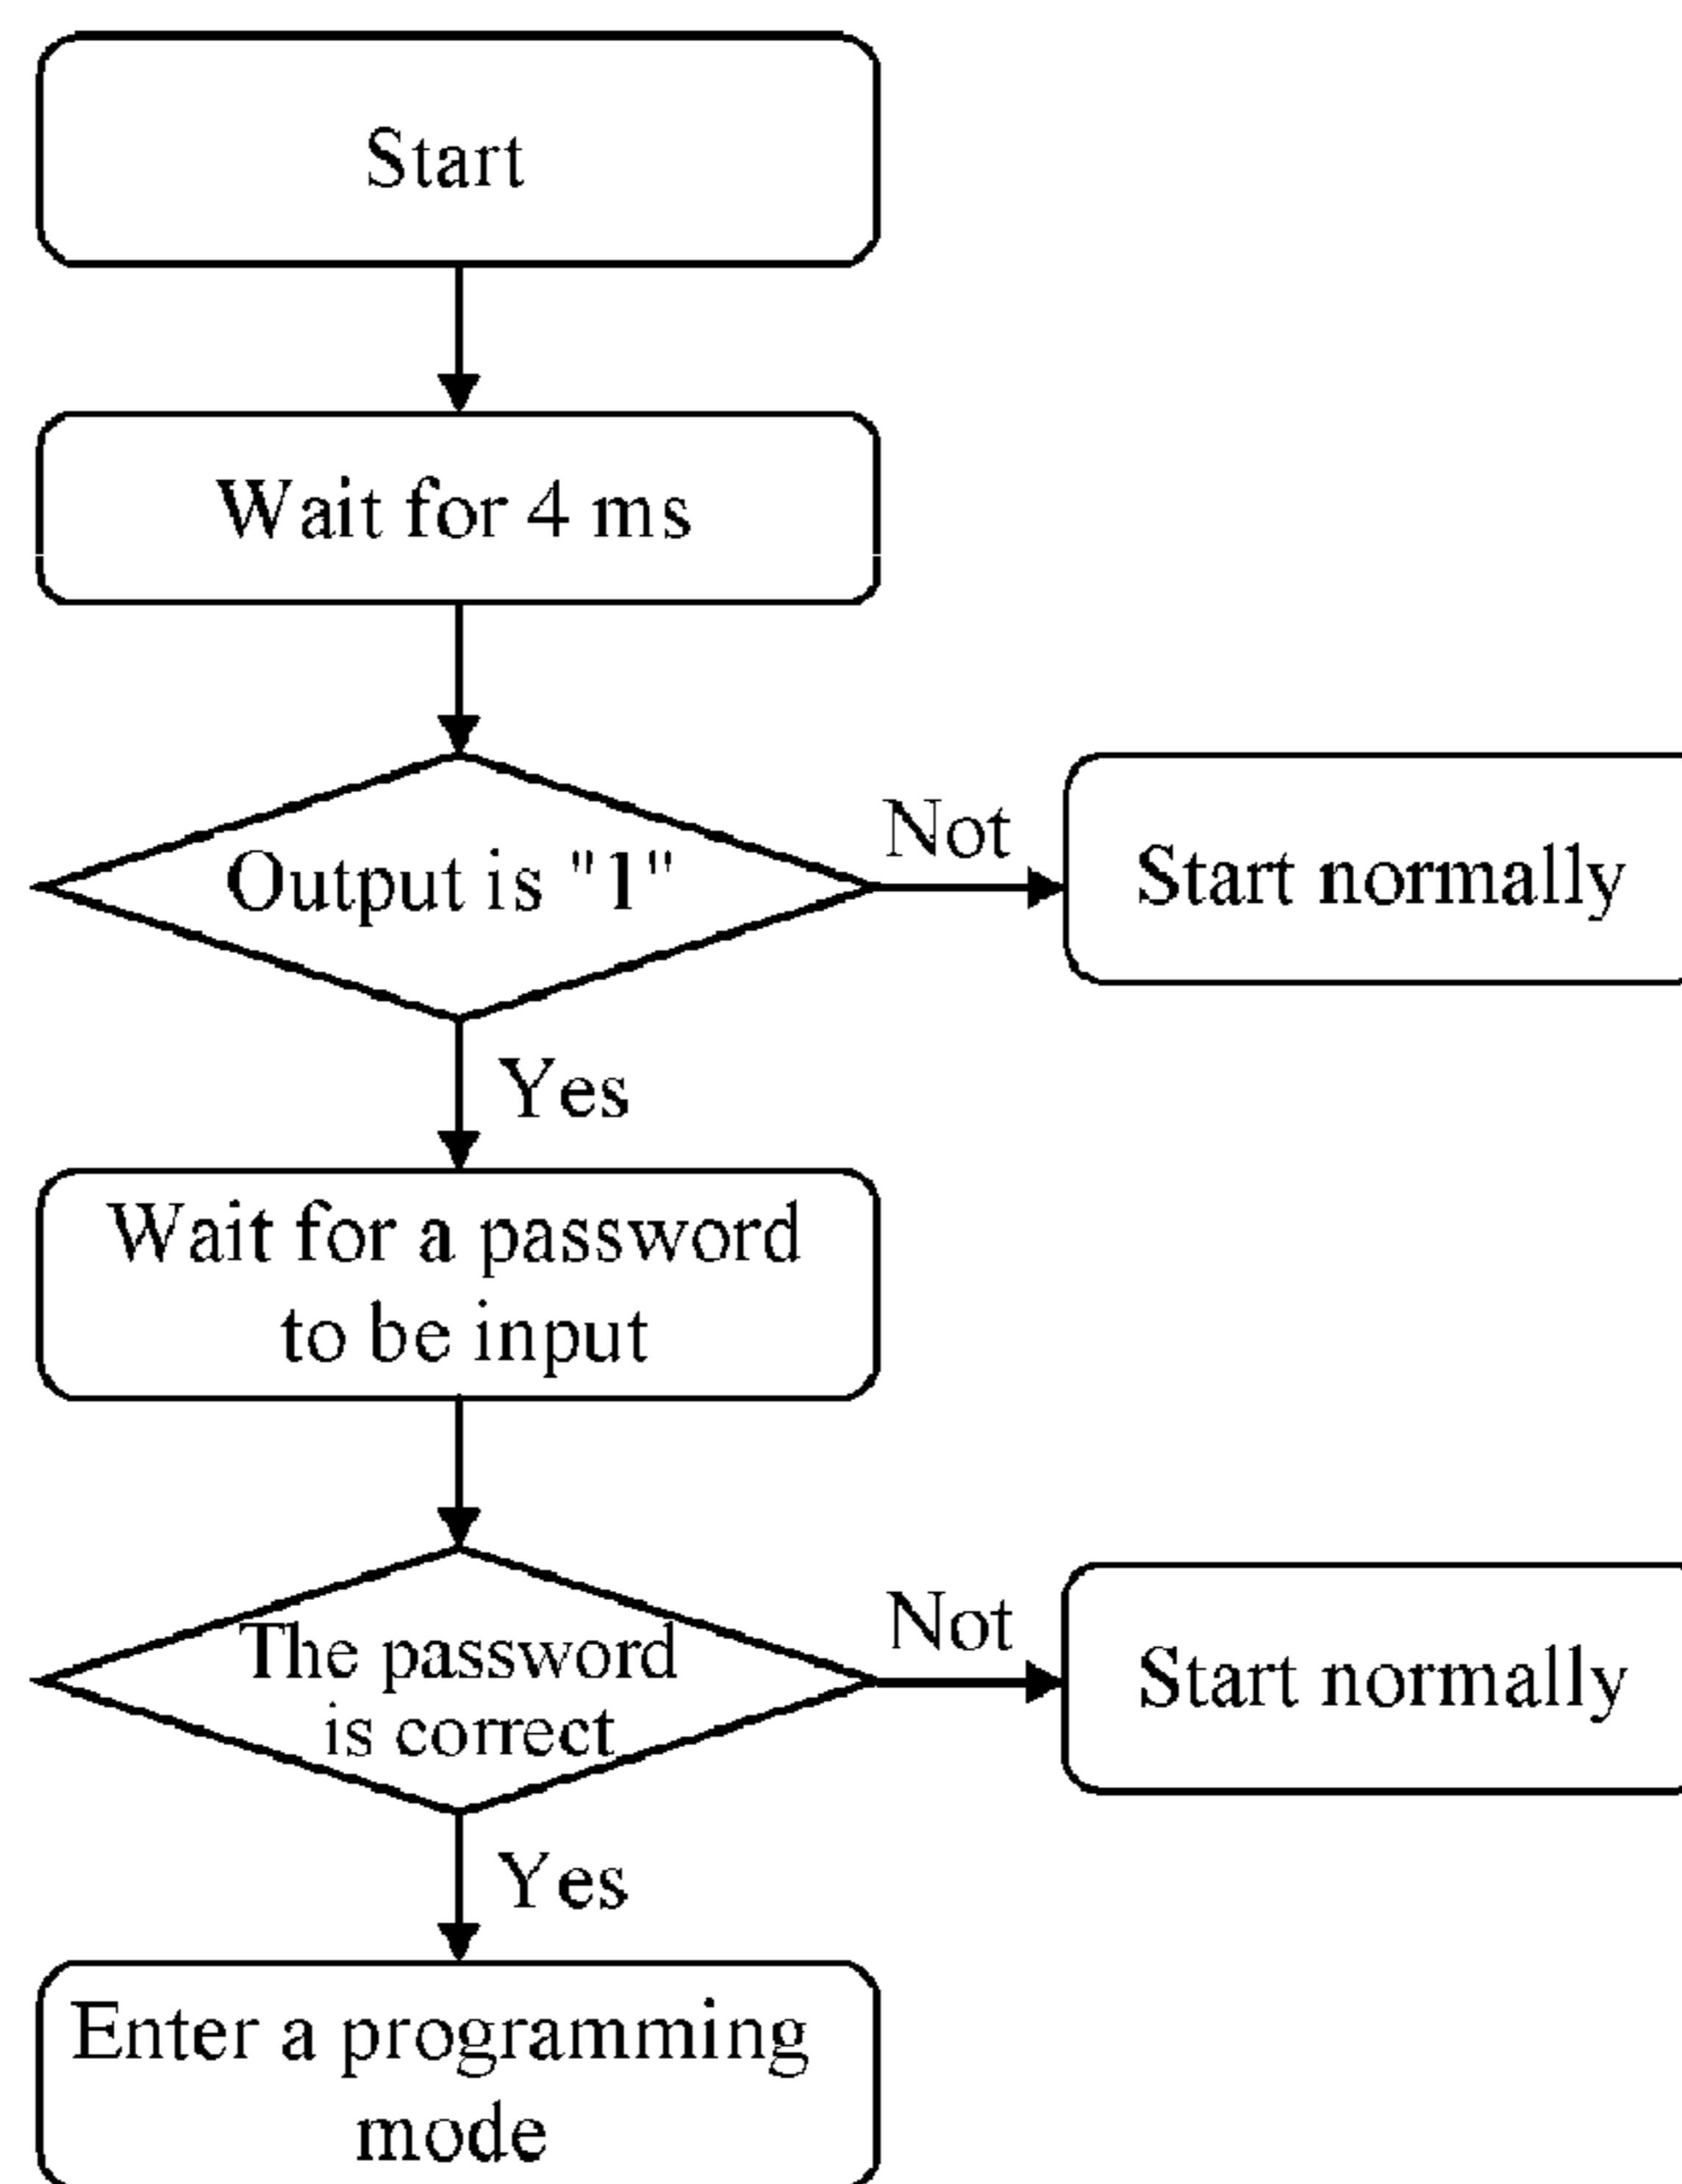 Start
Wait for 4 ms
Output is "1"
Not
Start normally
Yes
Wait for a password
to be input
The password
is correct
Not
Start normally
Yes
Enter a programming
mode